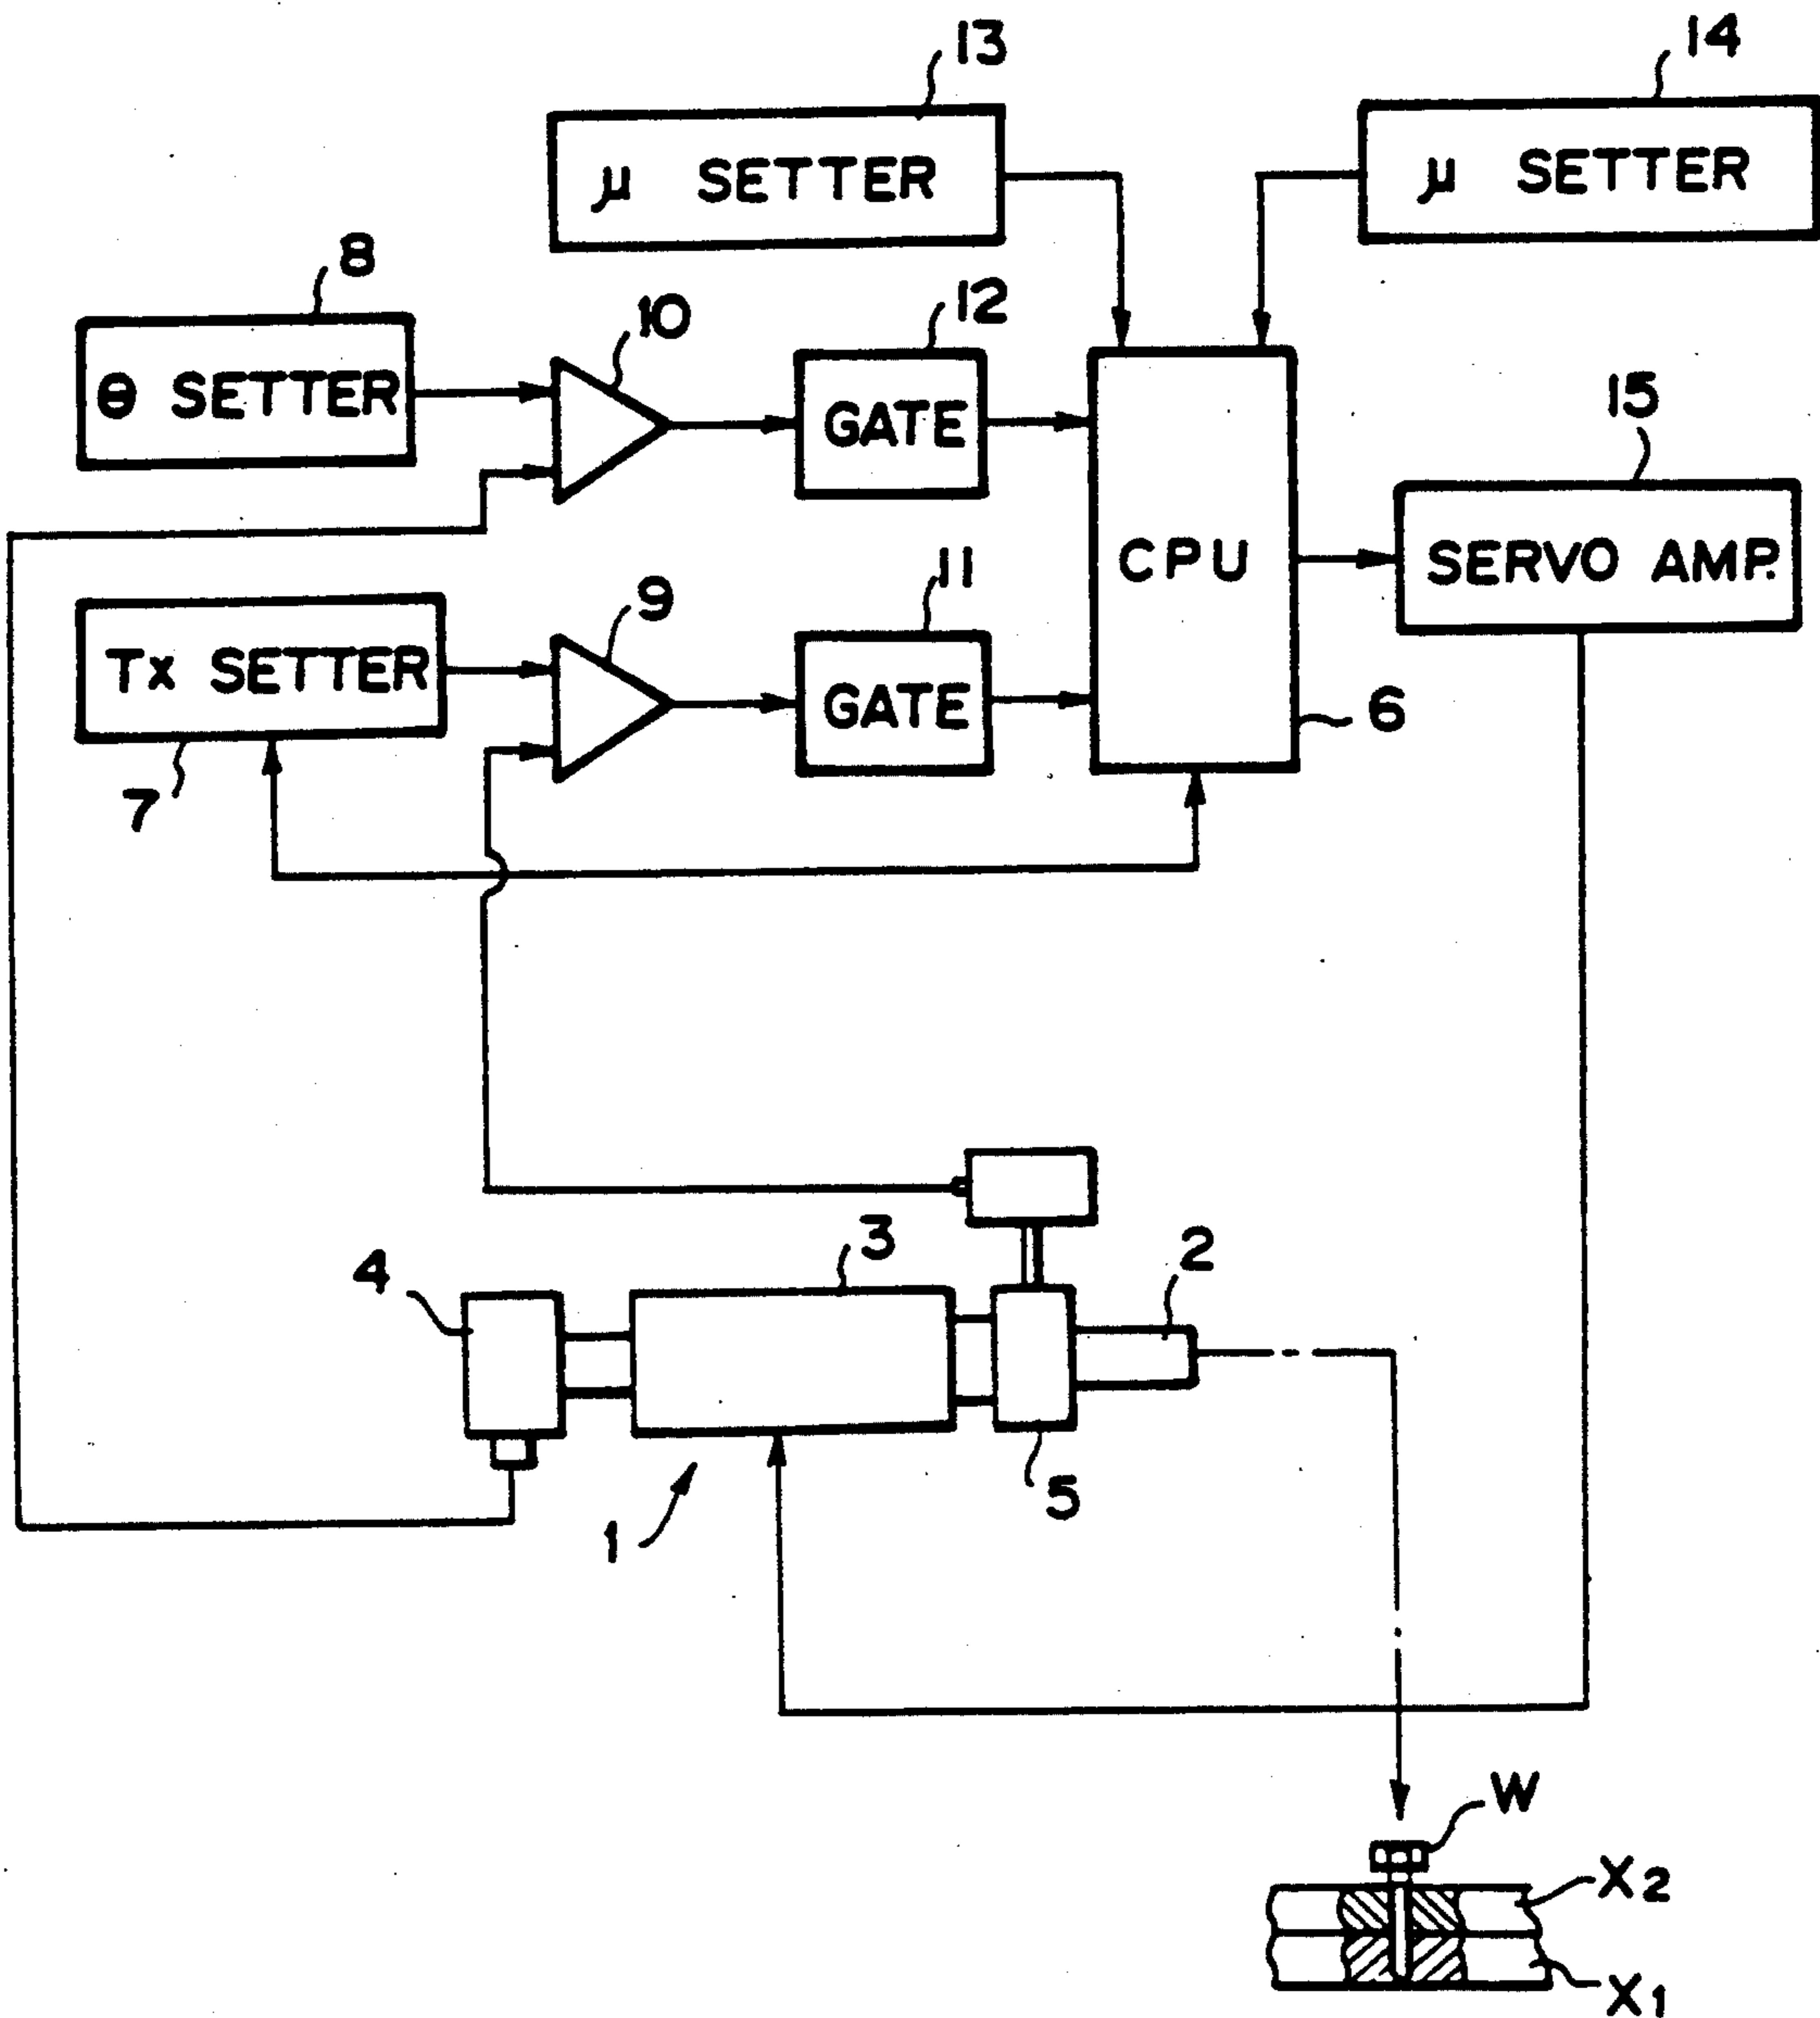 13
14
μ SETTER
μ SETTER
8
10
12
θ SETTER
GATE
15
CPU
SERVO AMP.
9
11
Tx SETTER
GATE
6
7
4
3
2
5
1
W
X2
X1